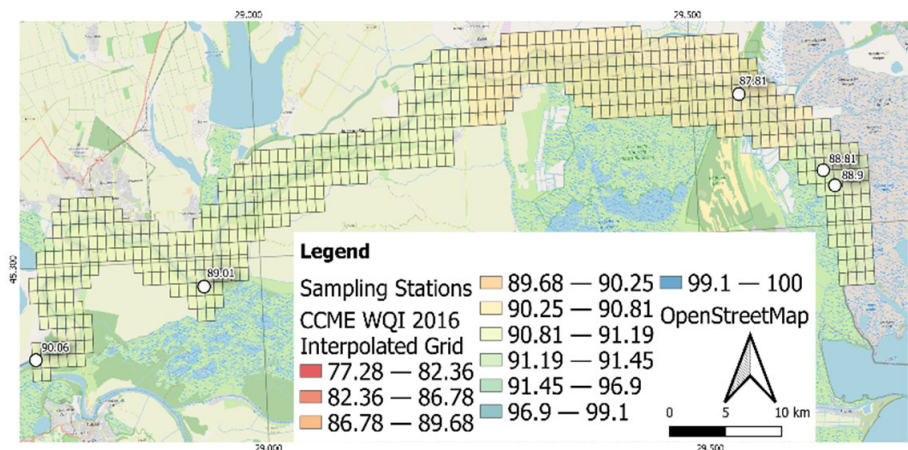 29.000
29.500
87.81
88.81
88.9
89.01
45.300
90.06
Legend
Sampling Stations
CCME WQI 2016
Interpolated Grid
77.28 — 82.36
82.36 — 86.78
86.78 — 89.68
89.68 — 90.25
90.25 — 90.81
90.81 — 91.19
91.19 — 91.45
91.45 — 96.9
96.9 — 99.1
99.1 — 100
OpenStreetMap
0 5 10 km
29.000
29.500